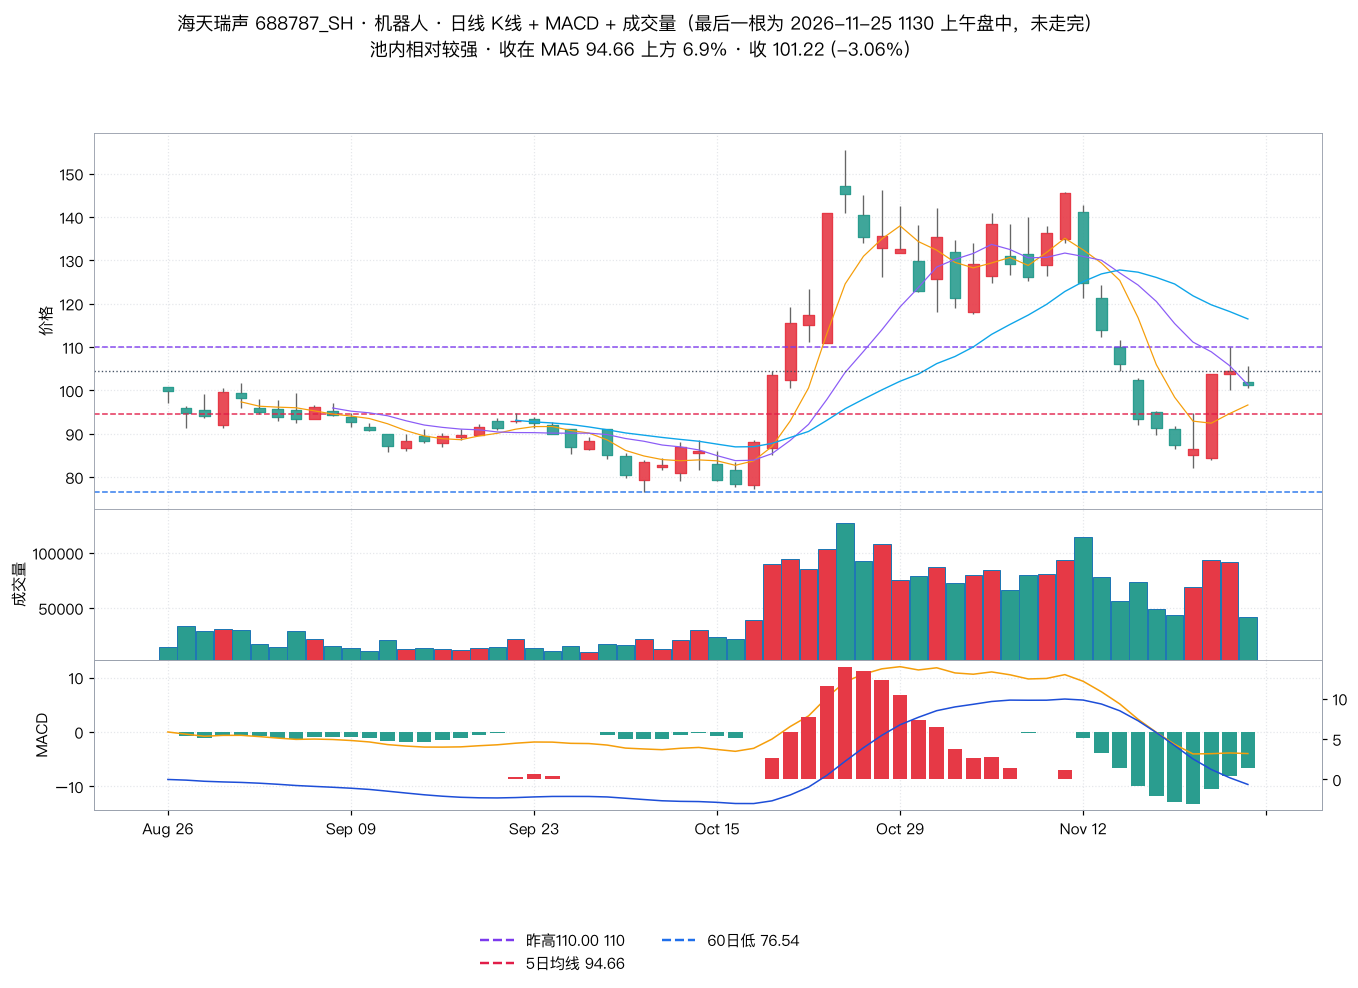 海天瑞声 688787_SH · 机器人 · 日线 K线 + MACD + 成交量（最后一根为 2026−11−25 1130 上午盘中，未走完）
池内相对较强 · 收在 MA5 94.66 上方 6.9% · 收 101.22 (−3.06%)
价格
150
140
130
120
110
100
90
80
成交量
100000
50000
MACD
10
0
−10
10
5
0
Aug 26
Sep 09
Sep 23
Oct 15
Oct 29
Nov 12
昨高110.00 110
60日低 76.54
5日均线 94.66